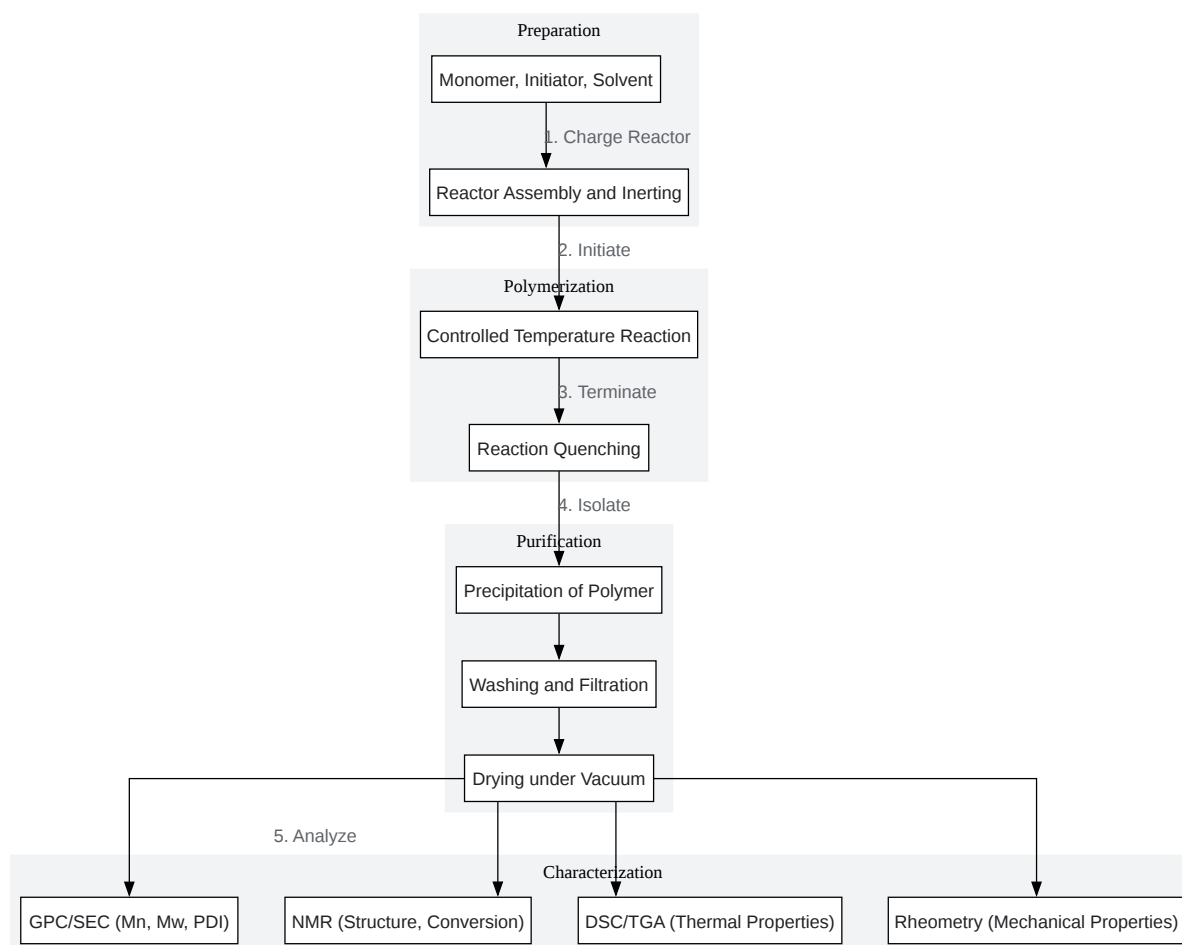 Preparation
Monomer, Initiator, Solvent
1. Charge Reactor
Reactor Assembly and Inerting
2. Initiate
Polymerization
Controlled Temperature Reaction
3. Terminate
Reaction Quenching
4. Isolate
Purification
Precipitation of Polymer
Washing and Filtration
Drying under Vacuum
5. Analyze
Characterization
GPC/SEC (Mn, Mw, PDI)
NMR (Structure, Conversion)
DSC/TGA (Thermal Properties)
Rheometry (Mechanical Properties)